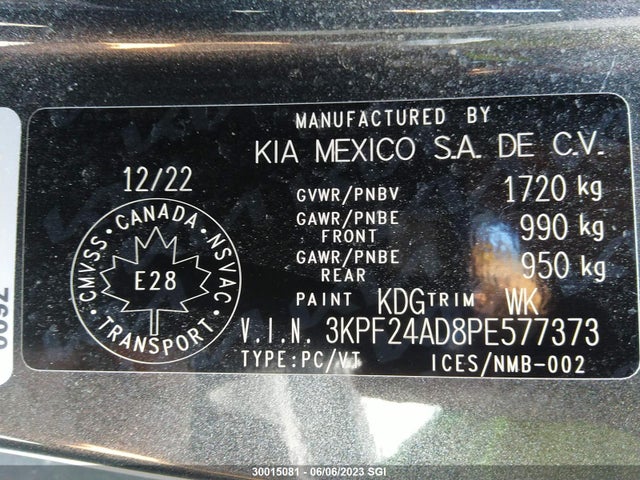 MANUFACTURED BY
KIA MEXICO S.A. DE C.V.
12/22
GVWR/PNBV 1720 kg
GAWR/PNBE FRONT 990 kg
GAWR/PNBE REAR 950 kg
CMVSS • CANADA • NSVAC
TRANSPORT
E28
PAINT KDG TRIM WK
V.I.N. 3KPF24AD8PE577373
TYPE:PC/VT ICES/NMB-002
30015081 - 06/06/2023 SGI